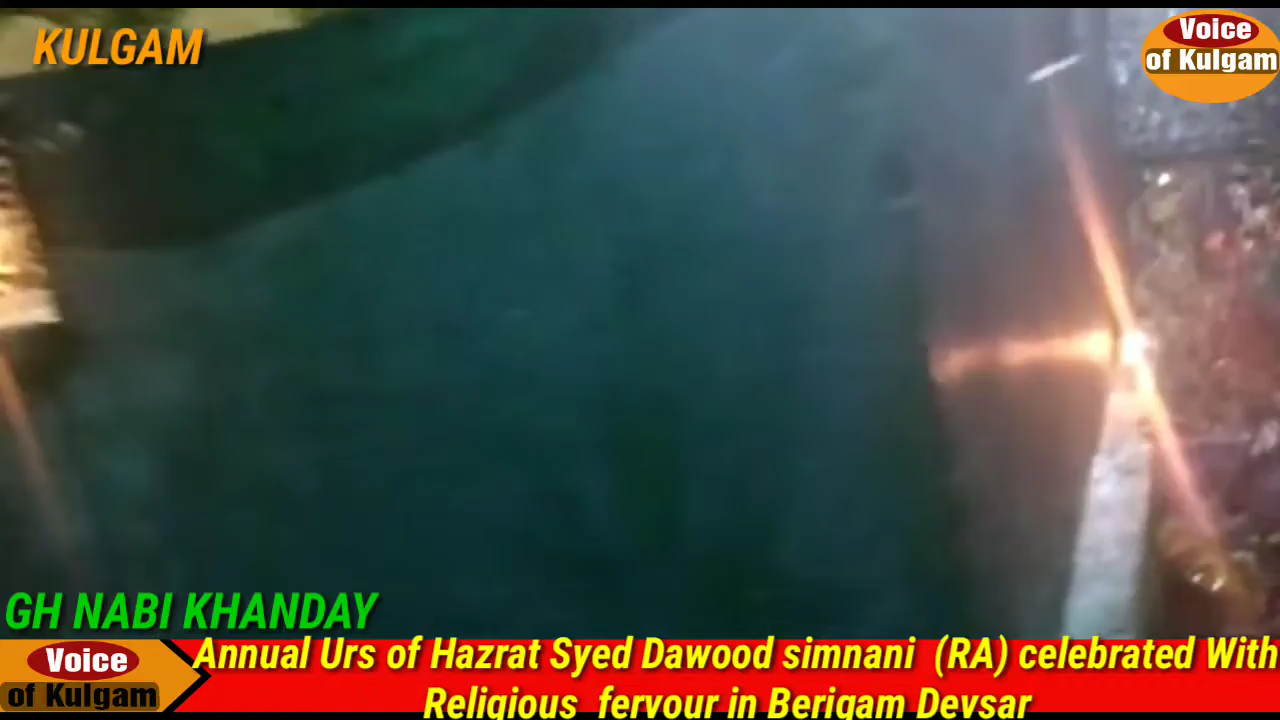 KULGAM
Voice
of Kulgam
GH NABI KHANDAY
Voice
of Kulgam
Annual Urs of Hazrat Syed Dawood simnani (RA) celebrated With
Religious fervour in Berigam Devsar